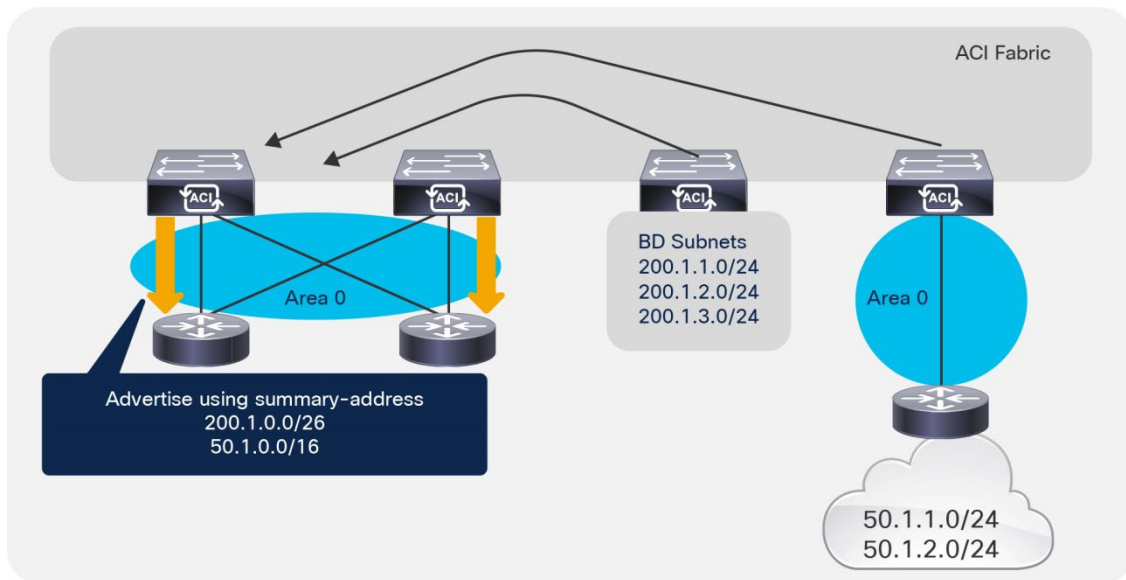 ACI Fabric
ACI
ACI
ACI
ACI
BD Subnets
200.1.1.0/24
200.1.2.0/24
200.1.3.0/24
Area 0
Area 0
Advertise using summary-address
200.1.0.0/26
50.1.0.0/16
50.1.1.0/24
50.1.2.0/24